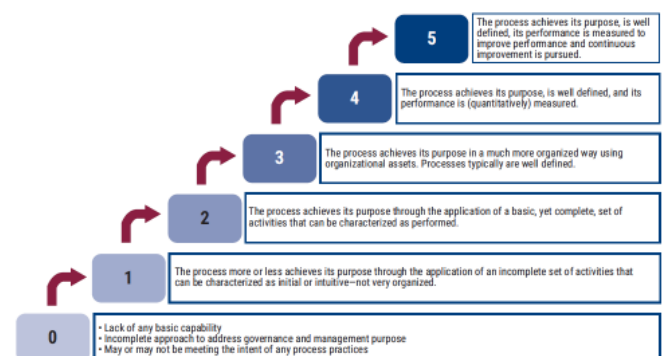 5
The process achieves its purpose, is well
defined, its performance is measured to
improve performance and continuous
improvement is pursued.
4
The process achieves its purpose, is well defined, and its
performance is (quantitatively) measured.
3
The process achieves its purpose in a much more organized way using
organizational assets. Processes typically are well defined.
2
The process achieves its purpose through the application of a basic, yet complete, set of
activities that can be characterized as performed.
1
The process more or less achieves its purpose through the application of an incomplete set of activities that
can be characterized as initial or intuitive—not very organized.
0
• Lack of any basic capability
• Incomplete approach to address governance and management purpose
• May or may not be meeting the intent of any process practices